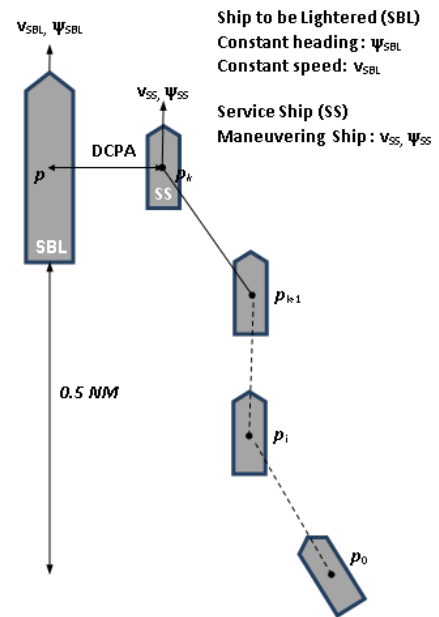 Ship to be Lightered (SBL)
Constant heading: ψSBL
Constant speed: vSBL
Service Ship (SS)
Maneuvering Ship: vSS, ψSS
vSBL, ψSBL
vSS, ψSS
DCPA
p
pk
SS
SBL
pk-1
0.5 NM
pi
p0